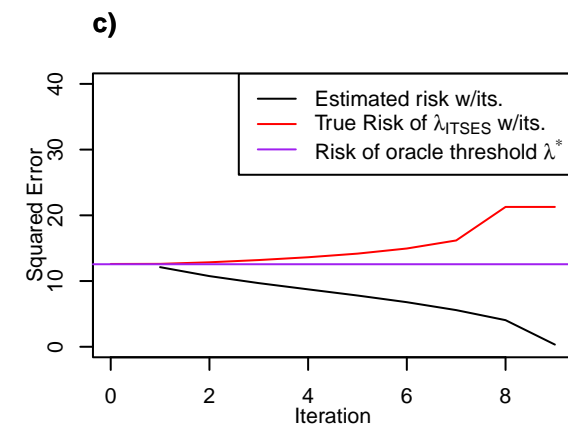 c)
Estimated risk w/its.
True Risk of λITSES w/its.
Risk of oracle threshold λ*
Squared Error
40
30
20
10
0
0 2 4 6 8
Iteration